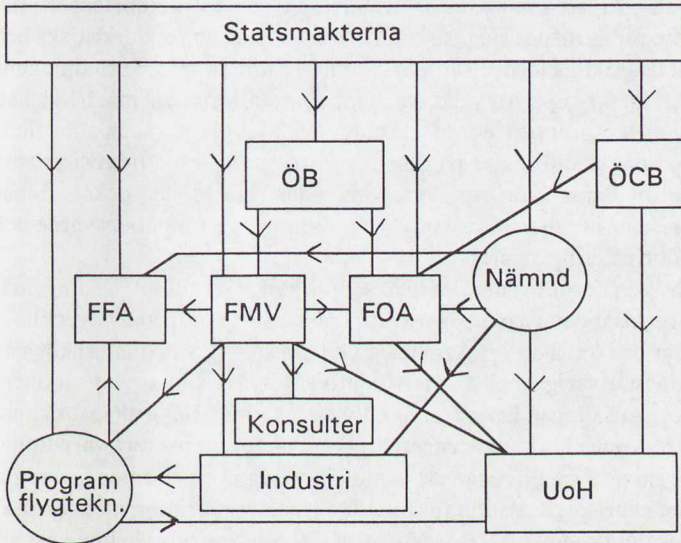 Statsmakterna
ÖB
ÖCB
Nämnd
FFA
FMV
FOA
Konsulter
Program
flygtekn.
Industri
UoH